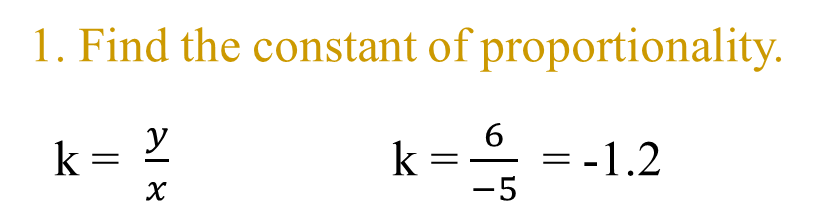 1. Find the constant of proportionality.
k = y/x k = 6/−5 = -1.2